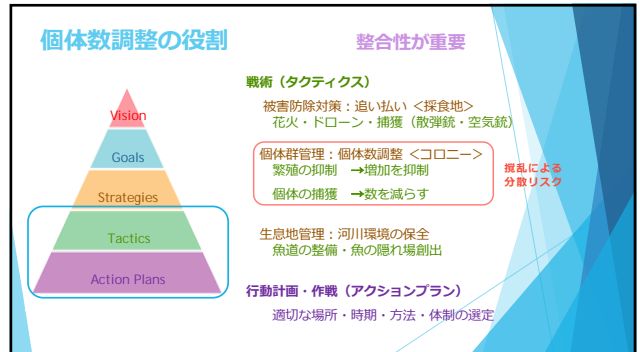 個体数調整の役割
整合性が重要
Vision
Goals
Strategies
Tactics
Action Plans
戦術（タクティクス）
被害防除対策：追い払い ＜採食地＞
花火・ドローン・捕獲（散弾銃・空気銃）
個体群管理：個体数調整 ＜コロニー＞
繁殖の抑制 →増加を抑制
個体の捕獲 →数を減らす
撹乱による
分散リスク
生息地管理：河川環境の保全
魚道の整備・魚の隠れ場創出
行動計画・作戦（アクションプラン）
適切な場所・時期・方法・体制の選定